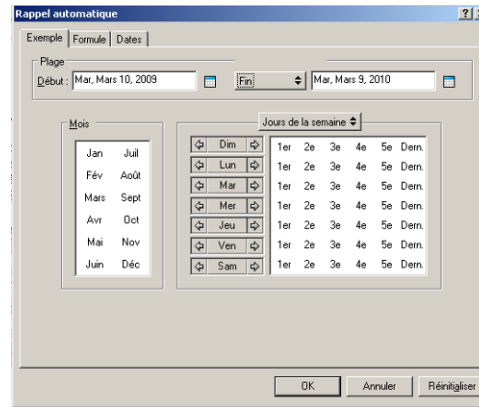 Rappel automatique
Exemple Formule Dates
Plage
Début : Mar, Mars 10, 2009 Fin Mar, Mars 9, 2010
Mois
Jours de la semaine
Jan Juil
Fév Août
Mars Sept
Avr Oct
Mai Nov
Juin Déc
Dim 1er 2e 3e 4e 5e Dern.
Lun 1er 2e 3e 4e 5e Dern.
Mar 1er 2e 3e 4e 5e Dern.
Mer 1er 2e 3e 4e 5e Dern.
Jeu 1er 2e 3e 4e 5e Dern.
Ven 1er 2e 3e 4e 5e Dern.
Sam 1er 2e 3e 4e 5e Dern.
OK Annuler Réinitialiser